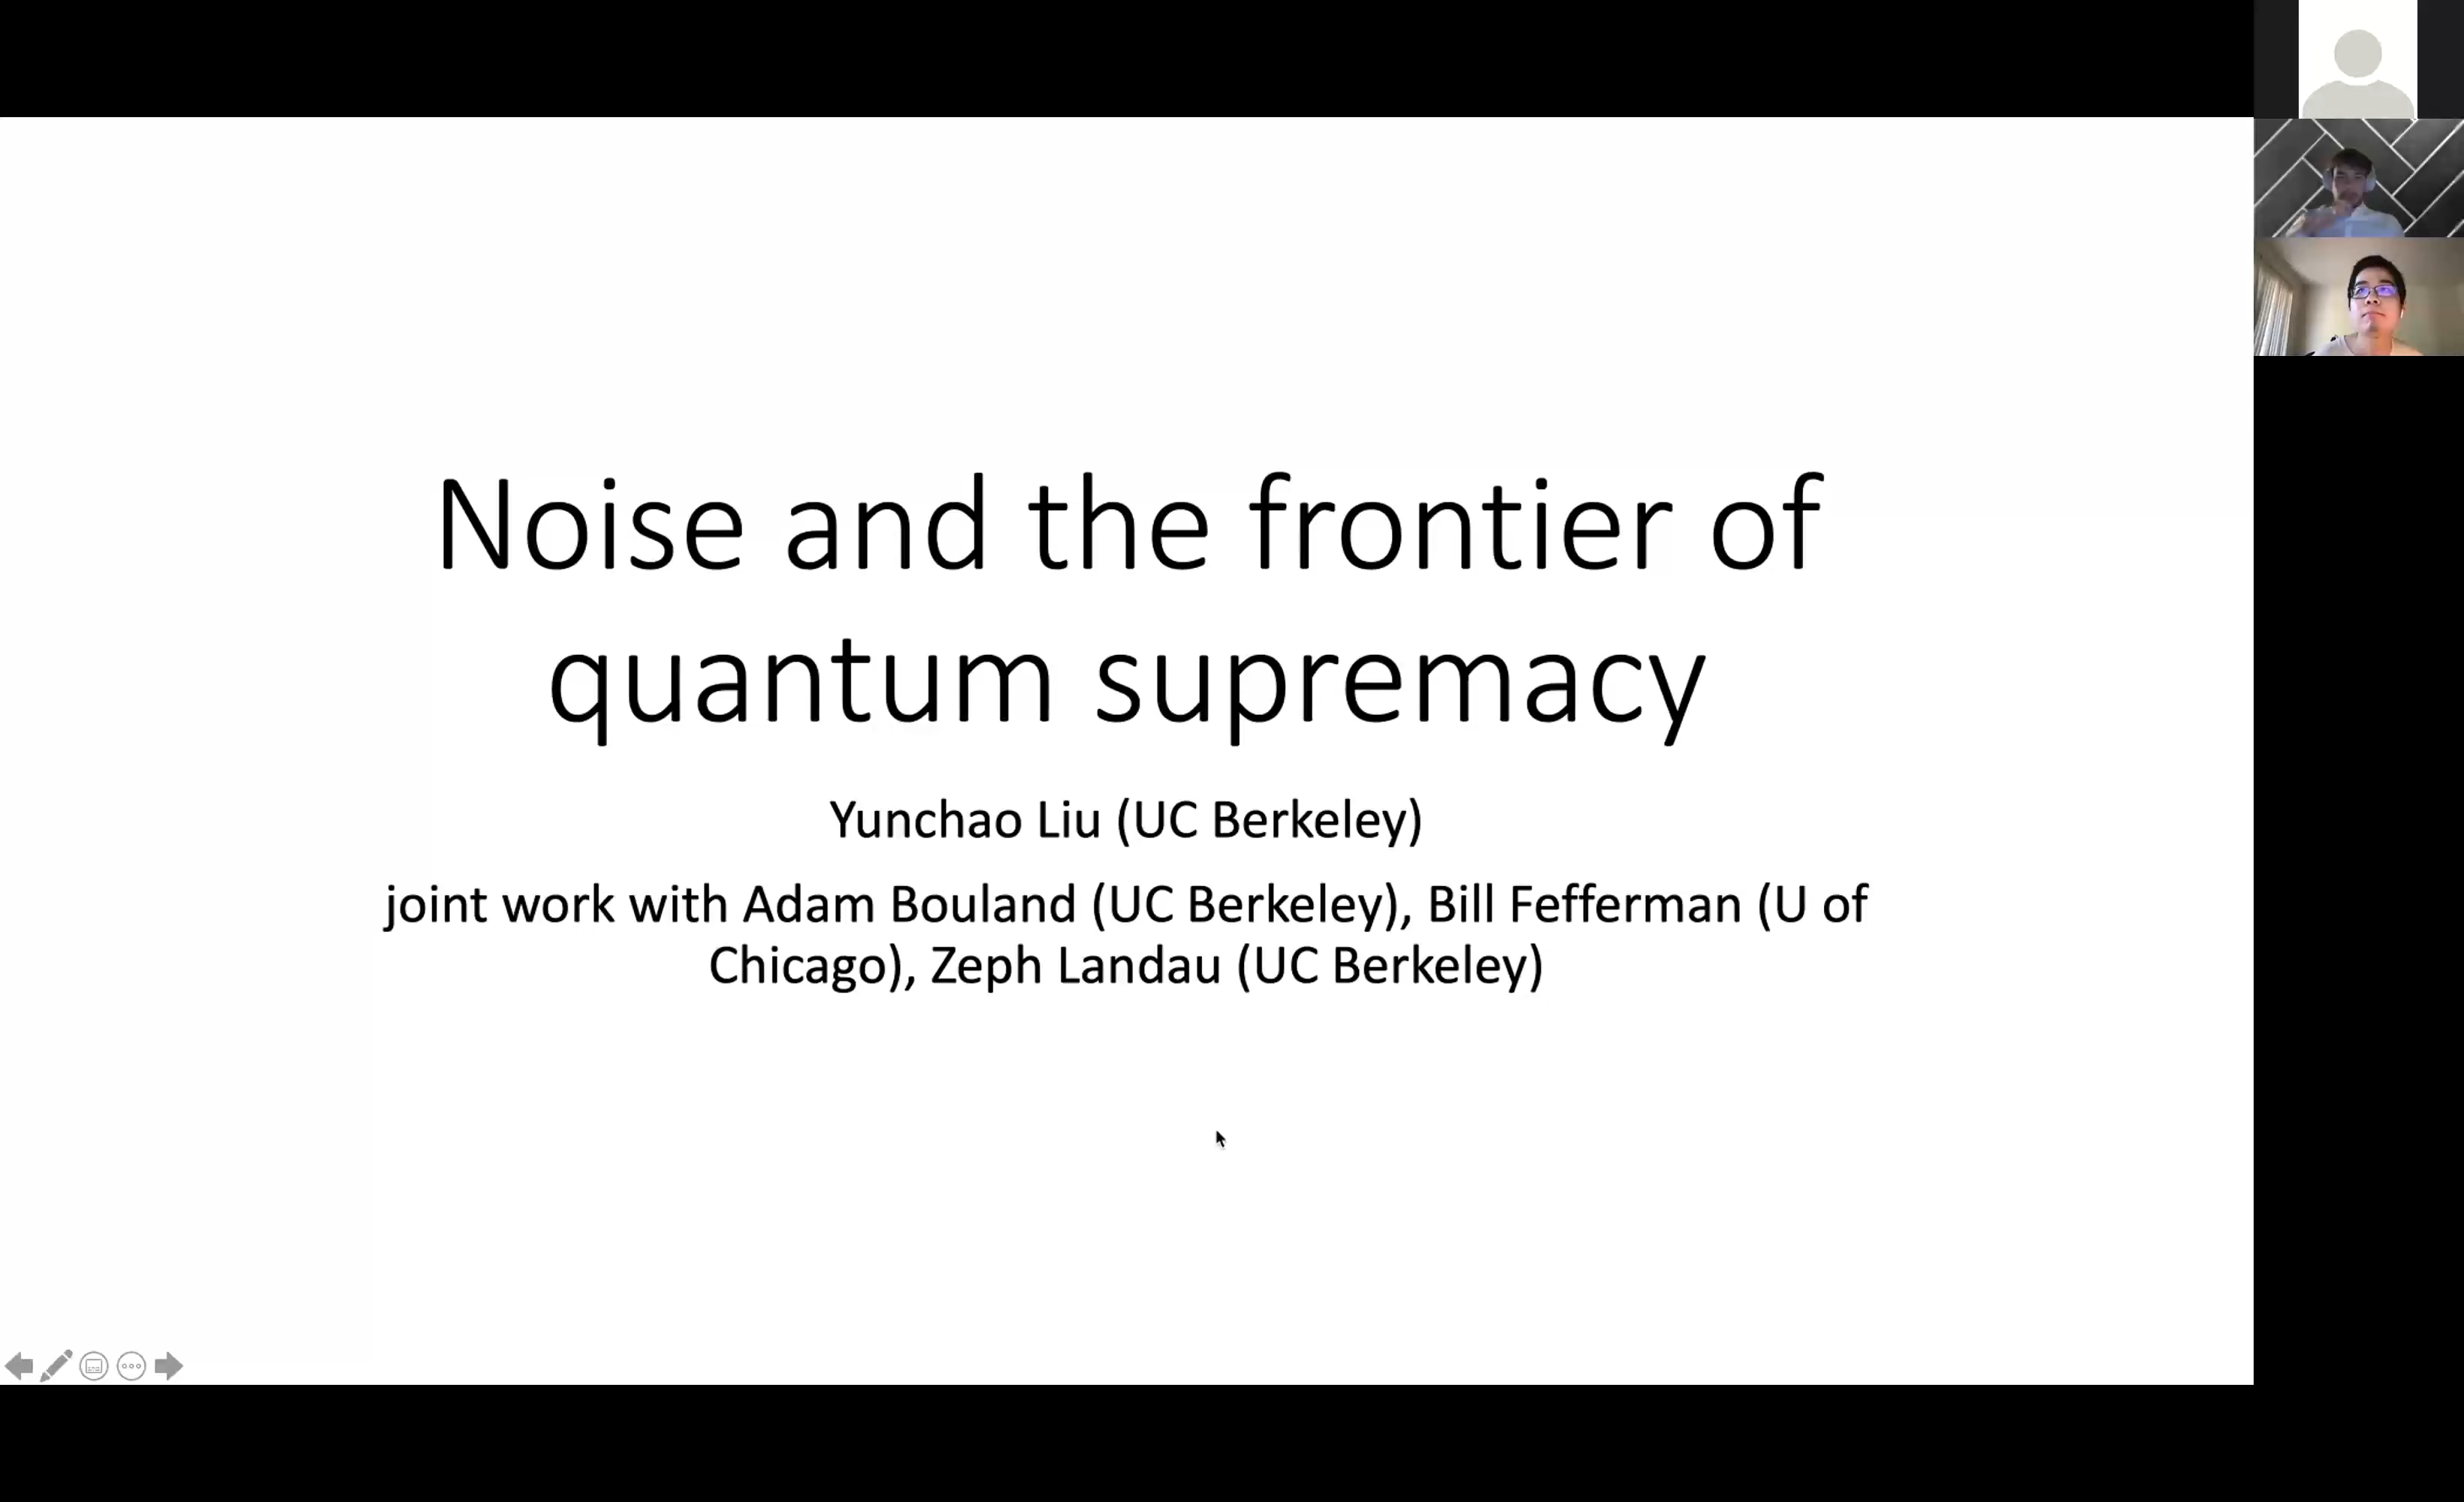 Noise and the frontier of
quantum supremacy
Yunchao Liu (UC Berkeley)
joint work with Adam Bouland (UC Berkeley), Bill Fefferman (U of
Chicago), Zeph Landau (UC Berkeley)